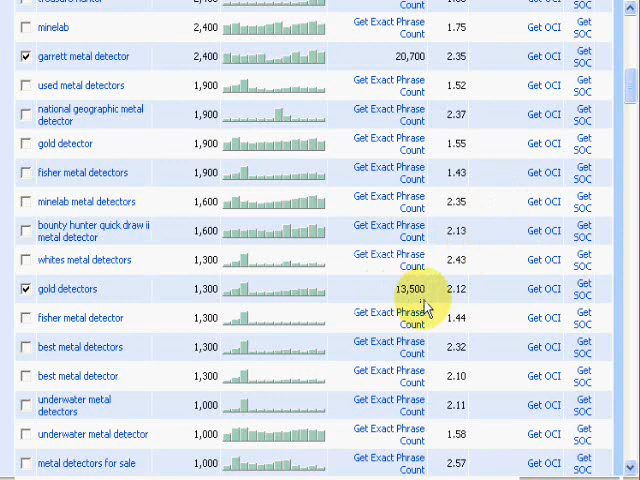 treasure hunter
Count
minelab 2,400 Get Exact Phrase Count 1.75 Get OCI Get SOC
garrett metal detector 2,400 20,700 2.35 Get OCI Get SOC
used metal detectors 1,900 Get Exact Phrase Count 1.52 Get OCI Get SOC
national geographic metal detector 1,900 Get Exact Phrase Count 2.37 Get OCI Get SOC
gold detector 1,900 Get Exact Phrase Count 1.55 Get OCI Get SOC
fisher metal detectors 1,900 Get Exact Phrase Count 1.43 Get OCI Get SOC
minelab metal detectors 1,600 Get Exact Phrase Count 2.35 Get OCI Get SOC
bounty hunter quick draw ii metal detector 1,600 Get Exact Phrase Count 2.13 Get OCI Get SOC
whites metal detectors 1,300 Get Exact Phrase Count 2.43 Get OCI Get SOC
gold detectors 1,300 13,500 2.12 Get OCI Get SOC
fisher metal detector 1,300 Get Exact Phrase Count 1.44 Get OCI Get SOC
best metal detectors 1,300 Get Exact Phrase Count 2.32 Get OCI Get SOC
best metal detector 1,300 Get Exact Phrase Count 2.10 Get OCI Get SOC
underwater metal detectors 1,000 Get Exact Phrase Count 2.11 Get OCI Get SOC
underwater metal detector 1,000 Get Exact Phrase Count 1.58 Get OCI Get SOC
metal detectors for sale 1,000 Get Exact Phrase Count 2.57 Get OCI Get SOC